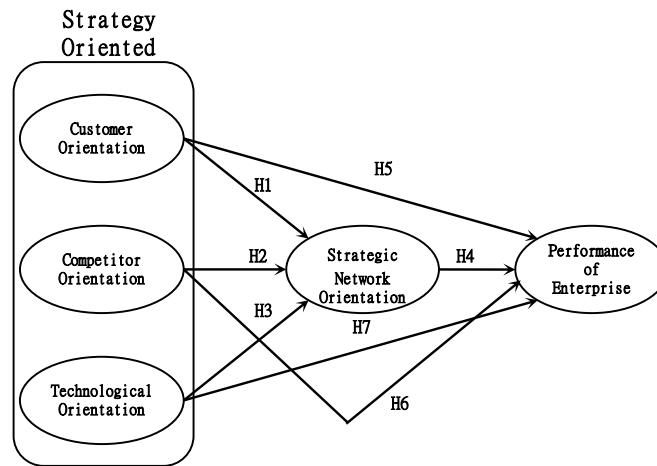 Strategy
Oriented
Customer
Orientation
H5
H1
Competitor
Orientation
H2
Strategic
Network
Orientation
H4
Performance
of
Enterprise
H3
H7
Technological
Orientation
H6